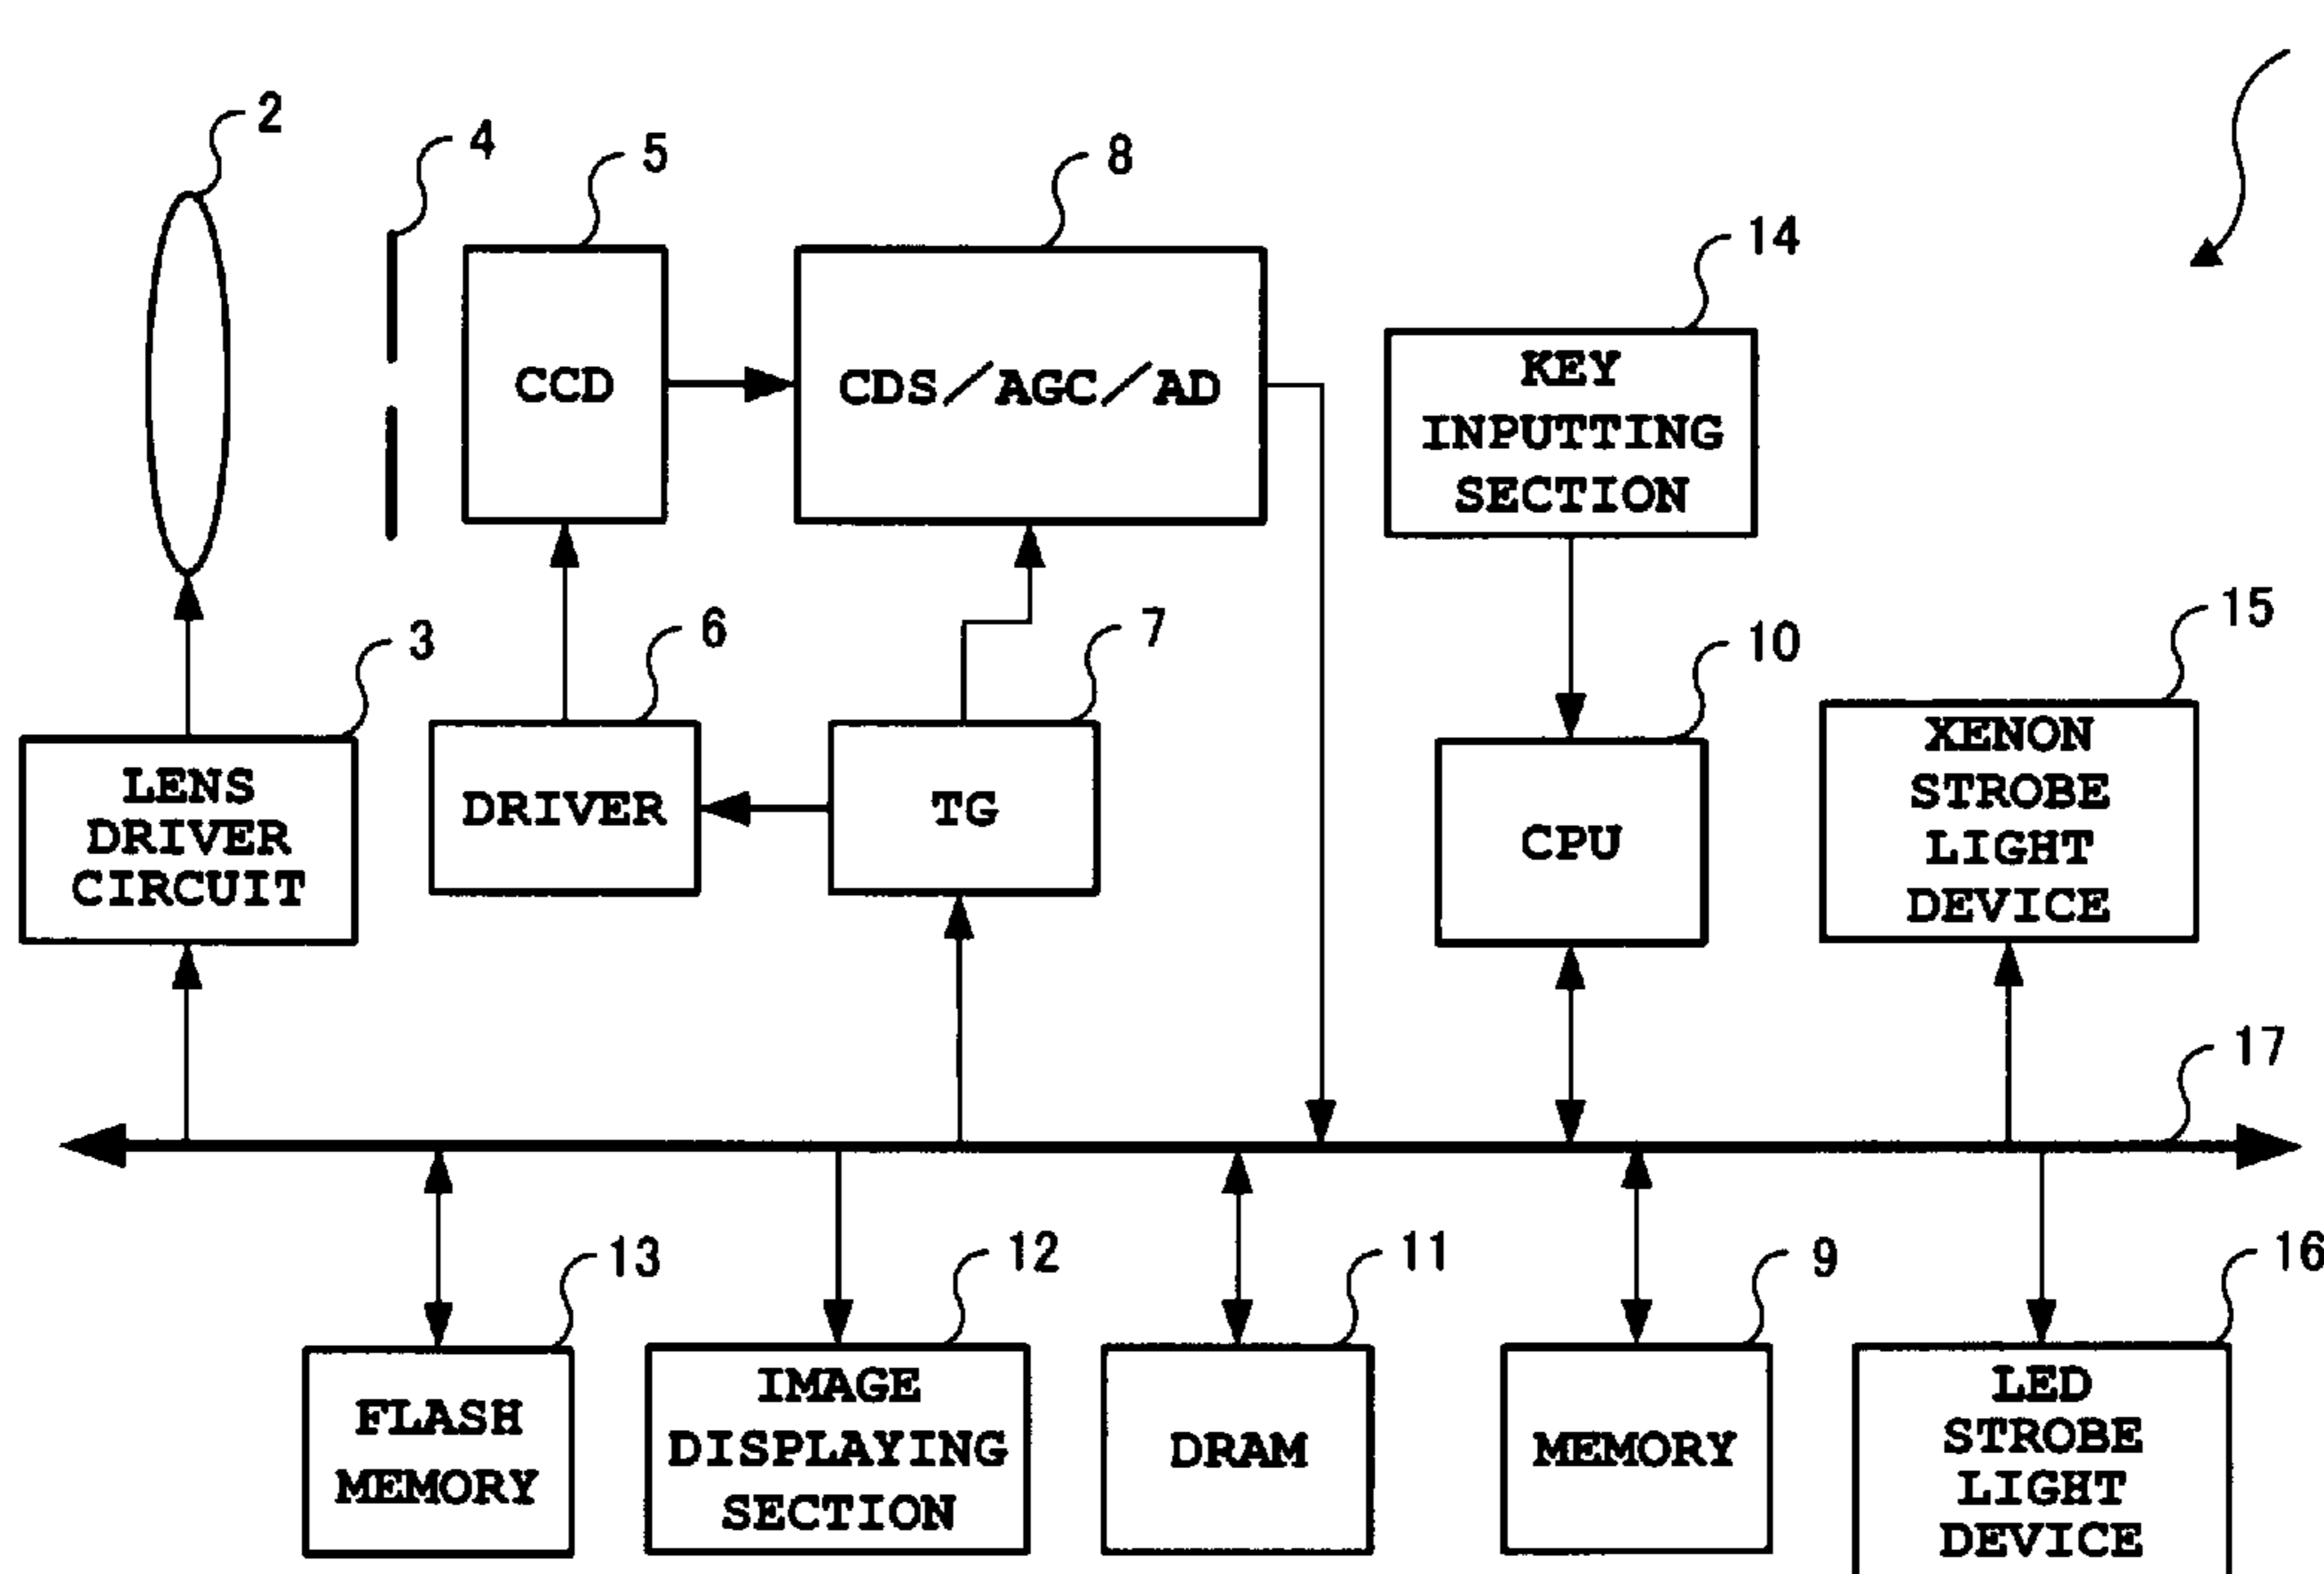 2
4
5
8
14
CCD
CDS/AGC/AD
KEY
INPUTTING
SECTION
3
6
7
10
15
LENS
DRIVER
CIRCUIT
DRIVER
TG
CPU
XENON
STROBE
LIGHT
DEVICE
17
13
12
11
9
16
FLASH
MEMORY
IMAGE
DISPLAYING
SECTION
DRAM
MEMORY
LED
STROBE
LIGHT
DEVICE